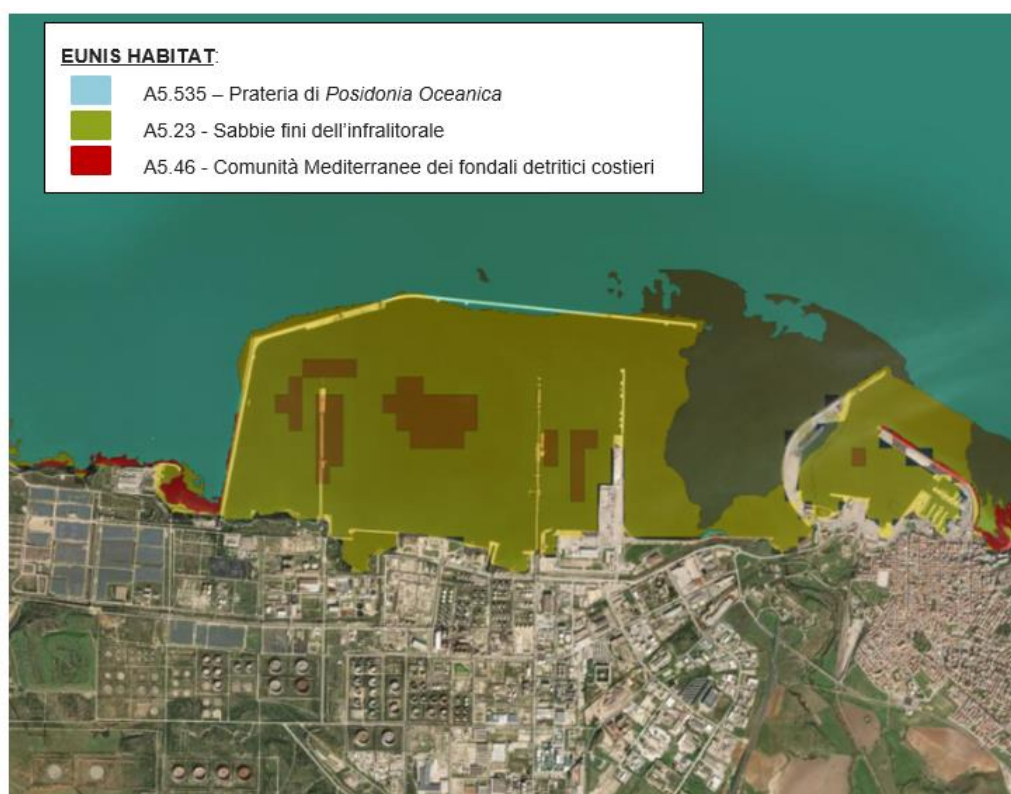 EUNIS HABITAT:
A5.535 – Prateria di Posidonia Oceanica
A5.23 - Sabbie fini dell’infralitorale
A5.46 - Comunità Mediterranee dei fondali detritici costieri